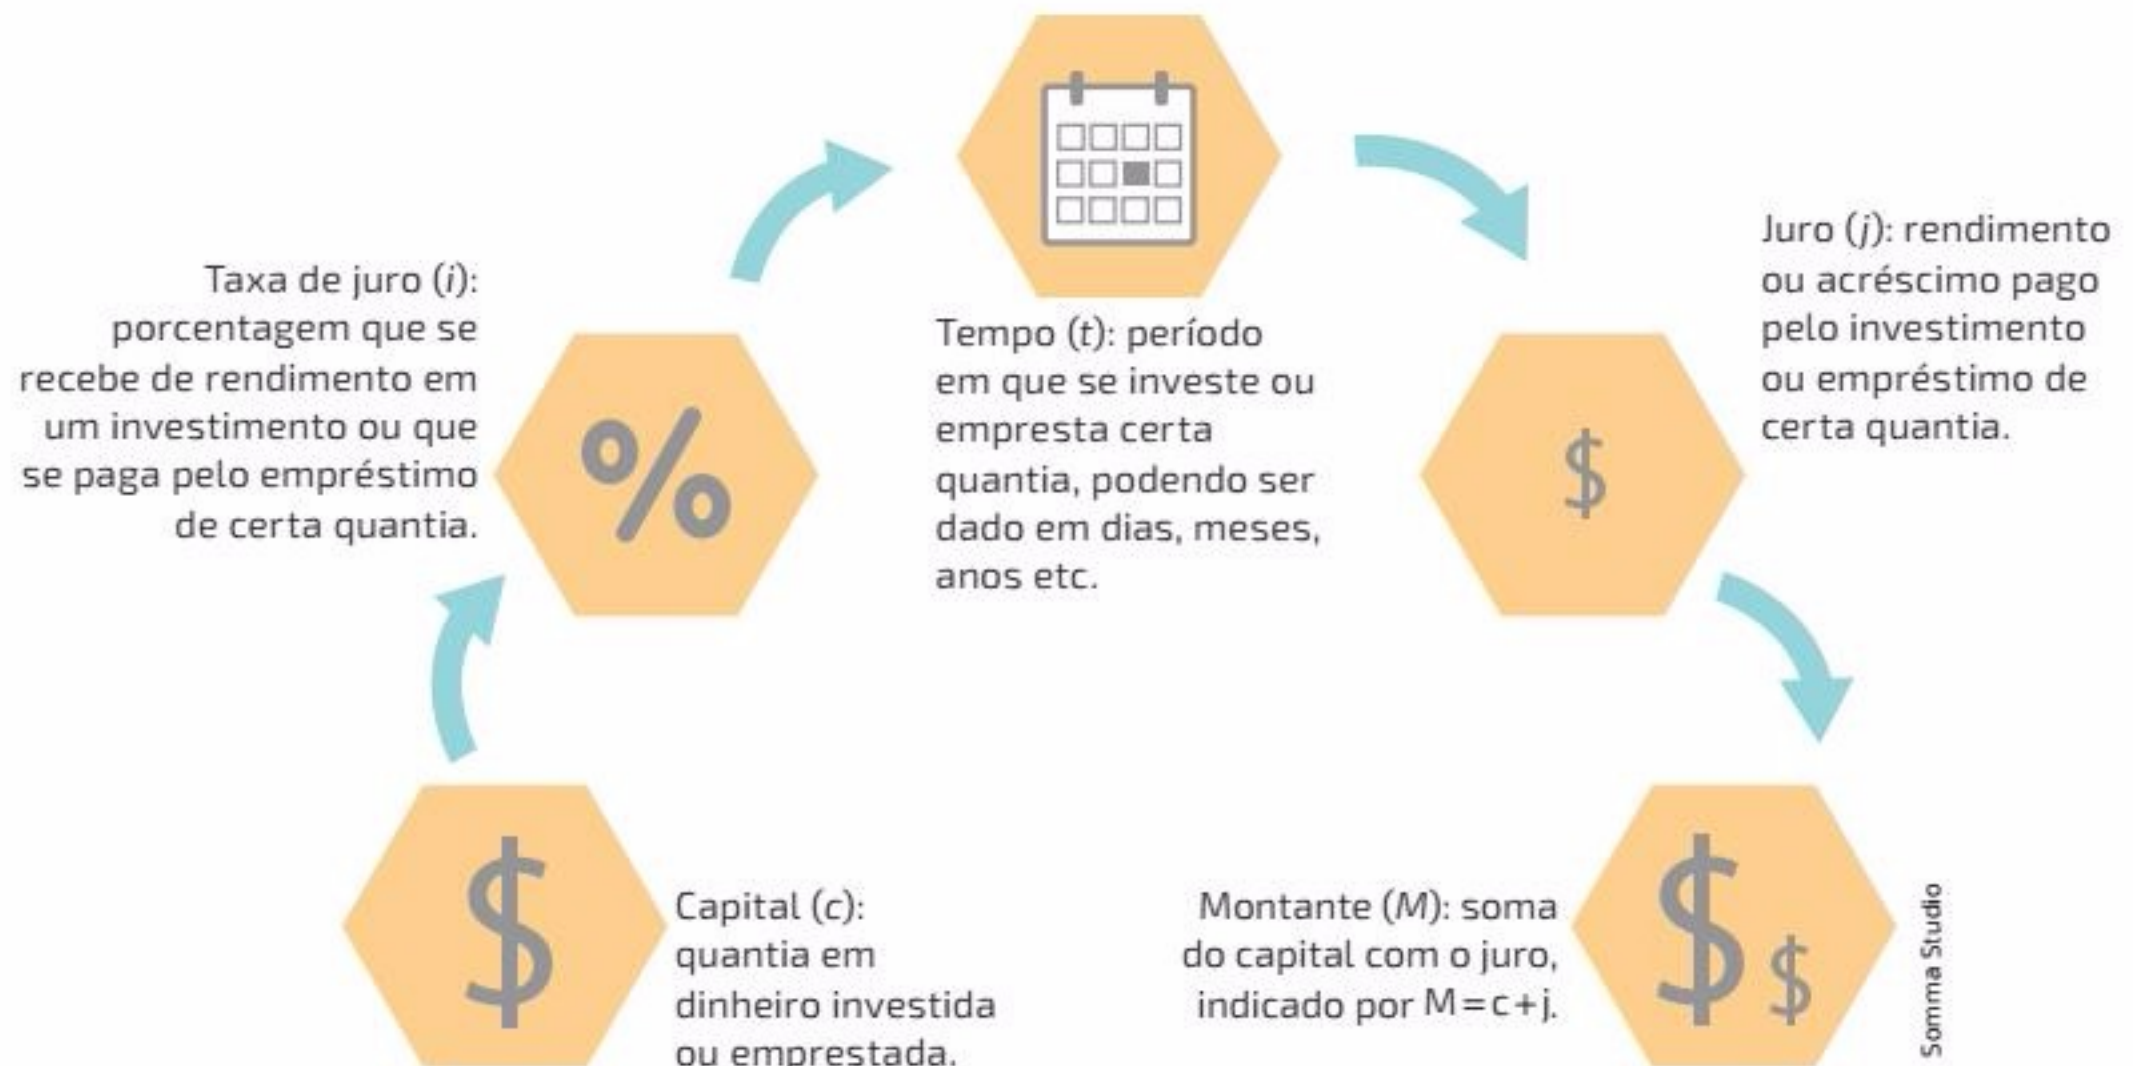 Taxa de juro (i):
porcentagem que se
recebe de rendimento em
um investimento ou que
se paga pelo empréstimo
de certa quantia.
%
Tempo (t): período
em que se investe ou
empresta certa
quantia, podendo ser
dado em dias, meses,
anos etc.
Juro (j): rendimento
ou acréscimo pago
pelo investimento
ou empréstimo de
certa quantia.
$
$
Capital (c):
quantia em
dinheiro investida
ou emprestada.
Montante (M): soma
do capital com o juro,
indicado por M=c+j.
$ $
Somma Studio